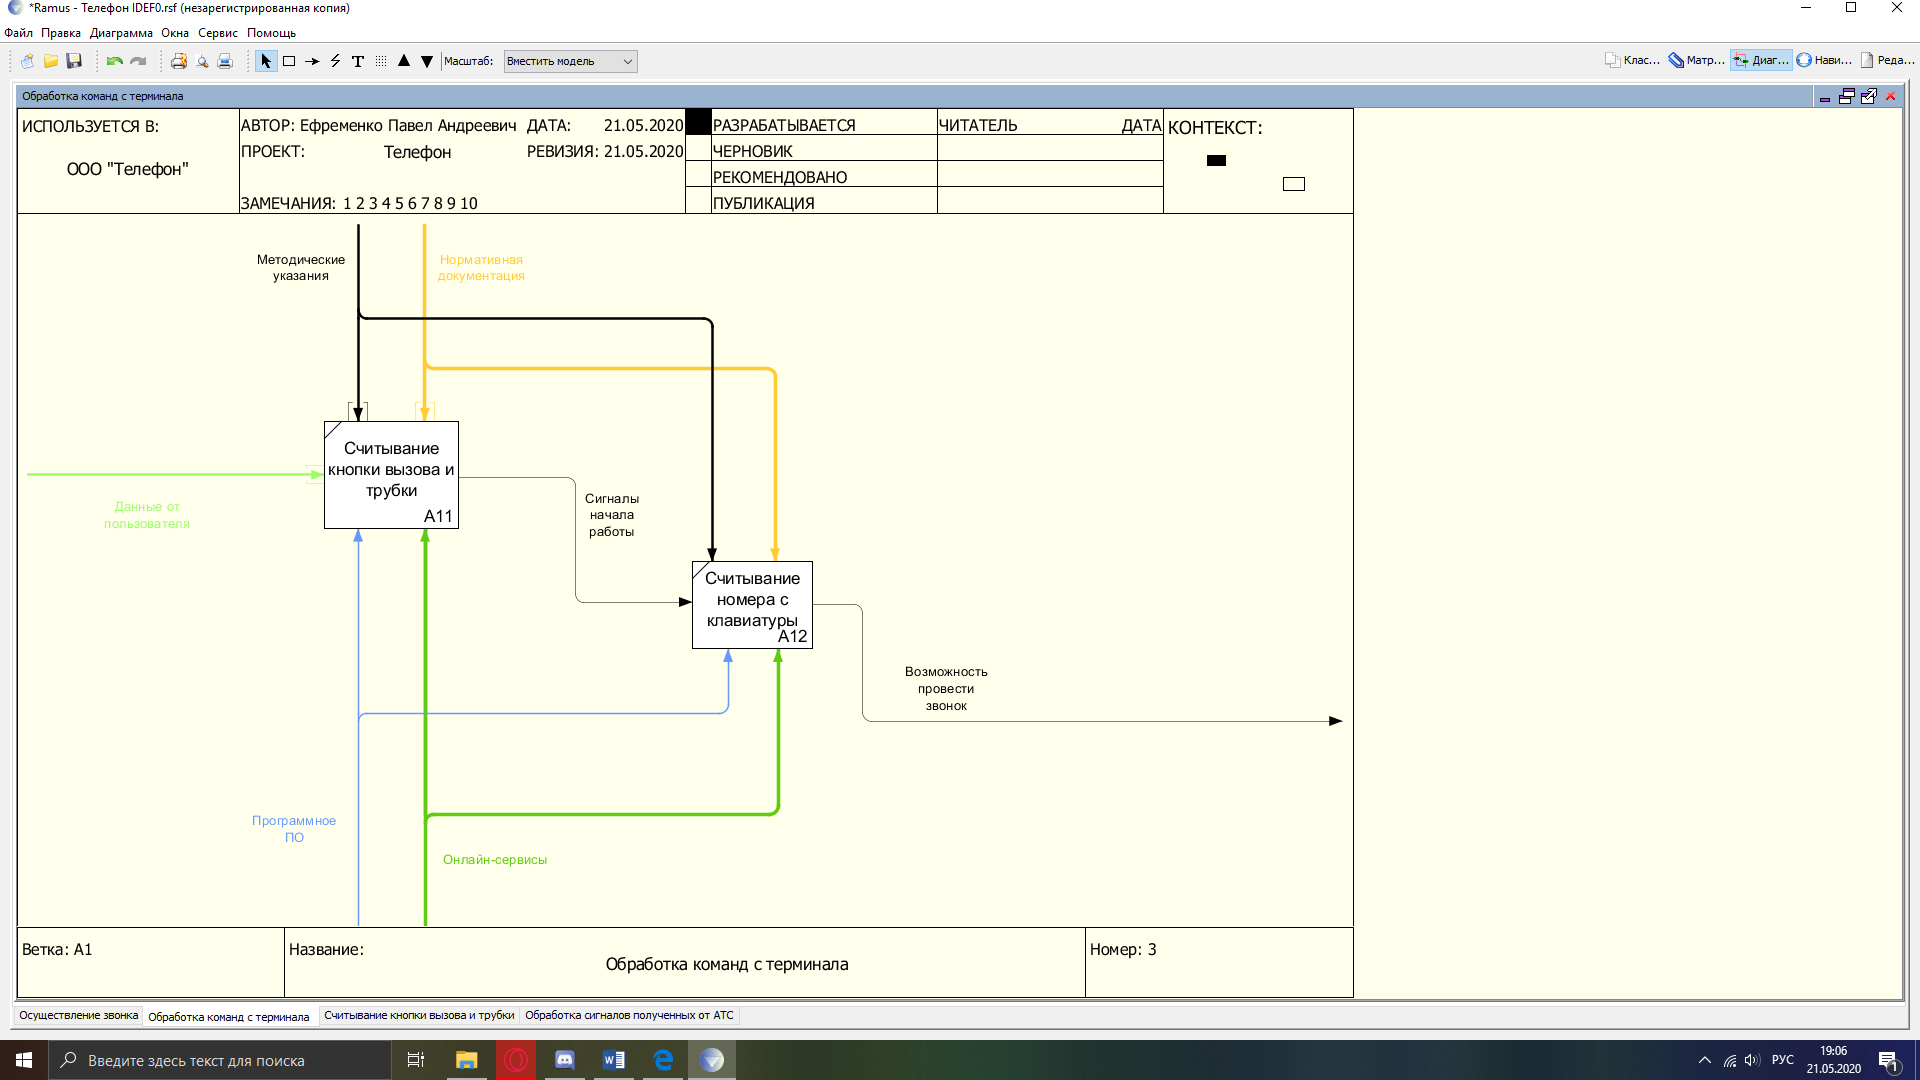 *Ramus - Телефон IDEF0.rsf (незарегистрированная копия)
Файл Правка Диаграмма Окна Сервис Помощь
Масштаб: Вместить модель
Клас... Матр... Диаг... Нави... Реда...
Обработка команд с терминала
ИСПОЛЬЗУЕТСЯ В:
ООО "Телефон"
АВТОР: Ефременко Павел Андреевич ДАТА: 21.05.2020
ПРОЕКТ: Телефон РЕВИЗИЯ: 21.05.2020
ЗАМЕЧАНИЯ: 1 2 3 4 5 6 7 8 9 10
РАЗРАБАТЫВАЕТСЯ
ЧЕРНОВИК
РЕКОМЕНДОВАНО
ПУБЛИКАЦИЯ
ЧИТАТЕЛЬ ДАТА
КОНТЕКСТ:
Методические
указания
Нормативная
документация
Считывание
кнопки вызова и
трубки
A11
Данные от
пользователя
Сигналы
начала
работы
Считывание
номера с
клавиатуры
A12
Возможность
провести
звонок
Программное
ПО
Онлайн-сервисы
Ветка: A1
Название:
Обработка команд с терминала
Номер: 3
Осуществление звонка Обработка команд с терминала Считывание кнопки вызова и трубки Обработка сигналов полученных от АТС
Введите здесь текст для поиска
РУС
19:06
21.05.2020
1